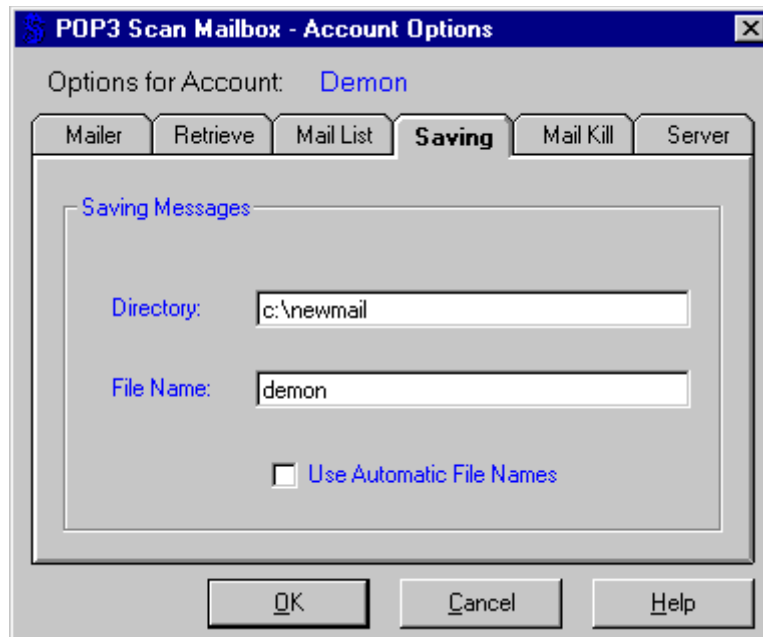 POP3 Scan Mailbox - Account Options
Options for Account: Demon
Mailer Retrieve Mail List Saving Mail Kill Server
Saving Messages
Directory: c:\newmail
File Name: demon
Use Automatic File Names
OK Cancel Help